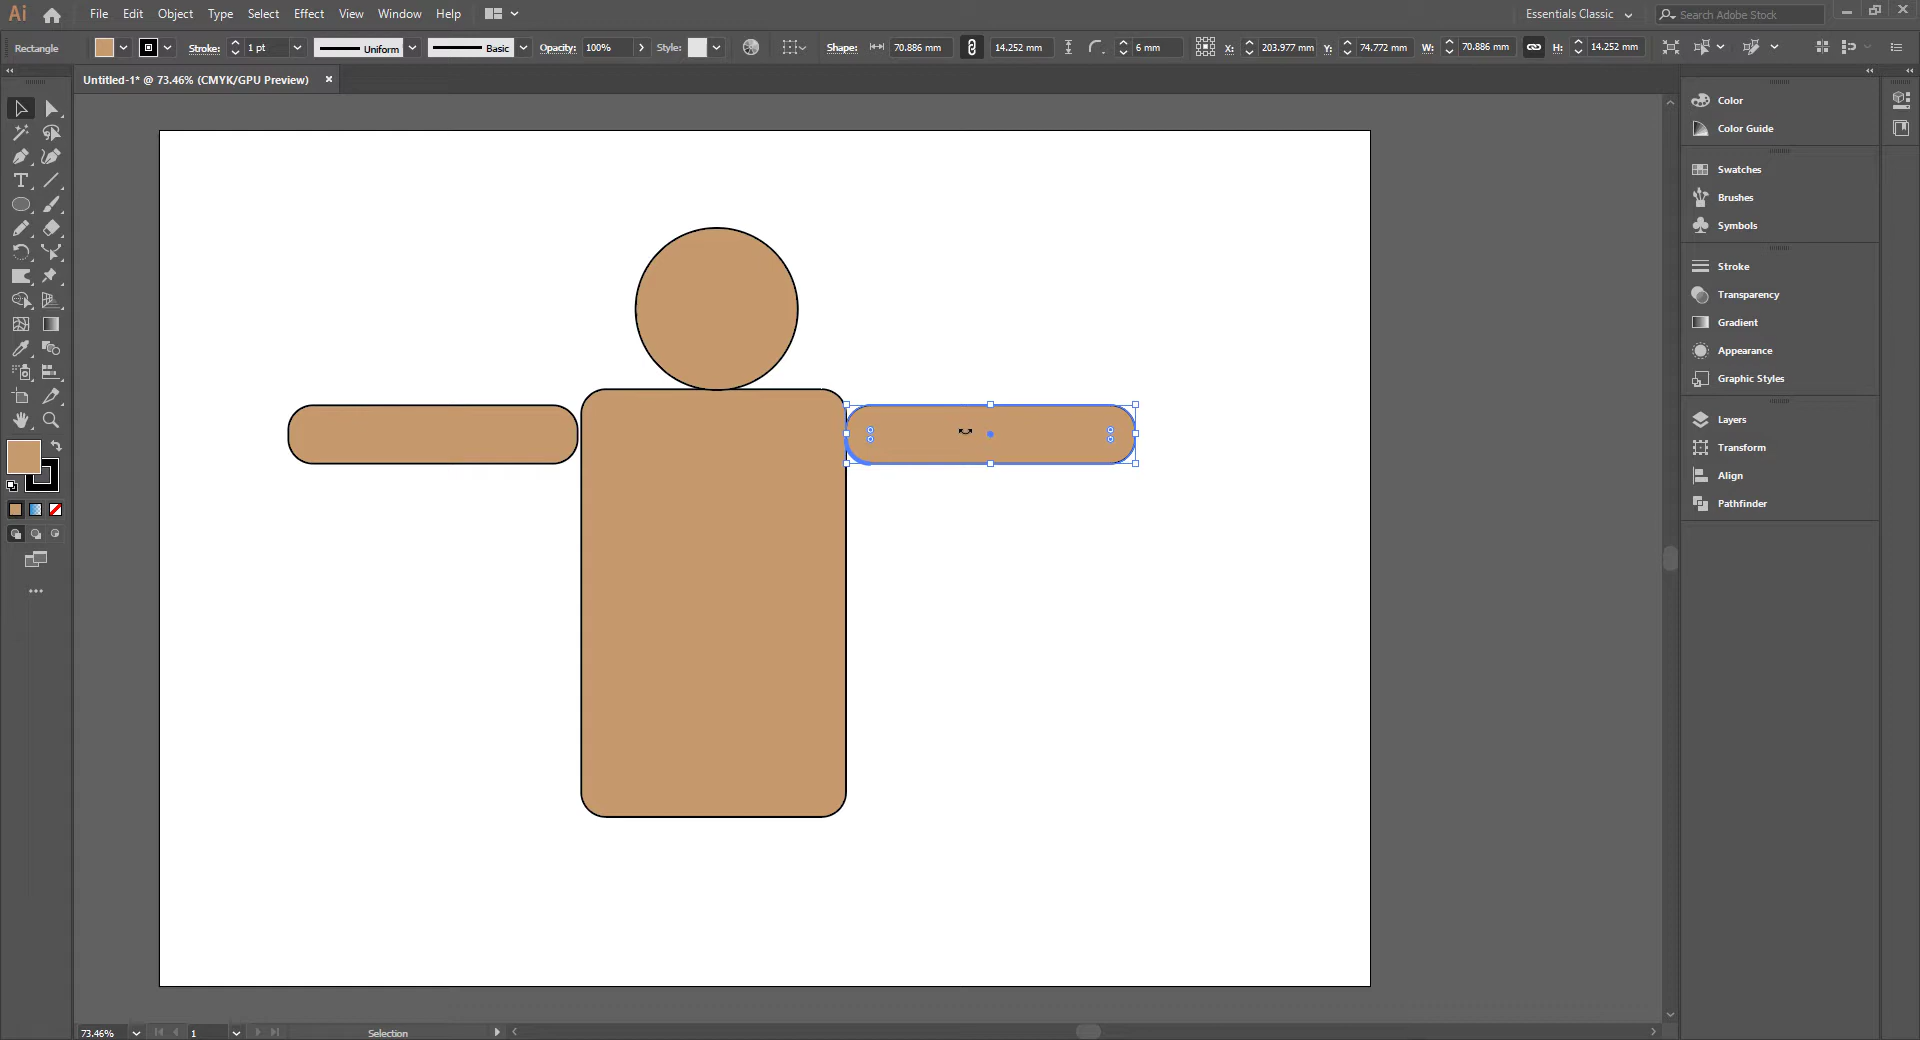 Ai File Edit Object Type Select Effect View Window Help Essentials Classic Search Adobe Stock
Rectangle Stroke: 1 pt Uniform Basic Opacity: 100% Style: Shape: 70.886 mm 14.252 mm 6 mm X: 203.977 mm Y: 74.772 mm W: 70.886 mm H: 14.252 mm
Untitled-1* @ 73.46% (CMYK/GPU Preview)
Color
Color Guide
Swatches
Brushes
Symbols
Stroke
Transparency
Gradient
Appearance
Graphic Styles
Layers
Transform
Align
Pathfinder
73.46% 1 Selection